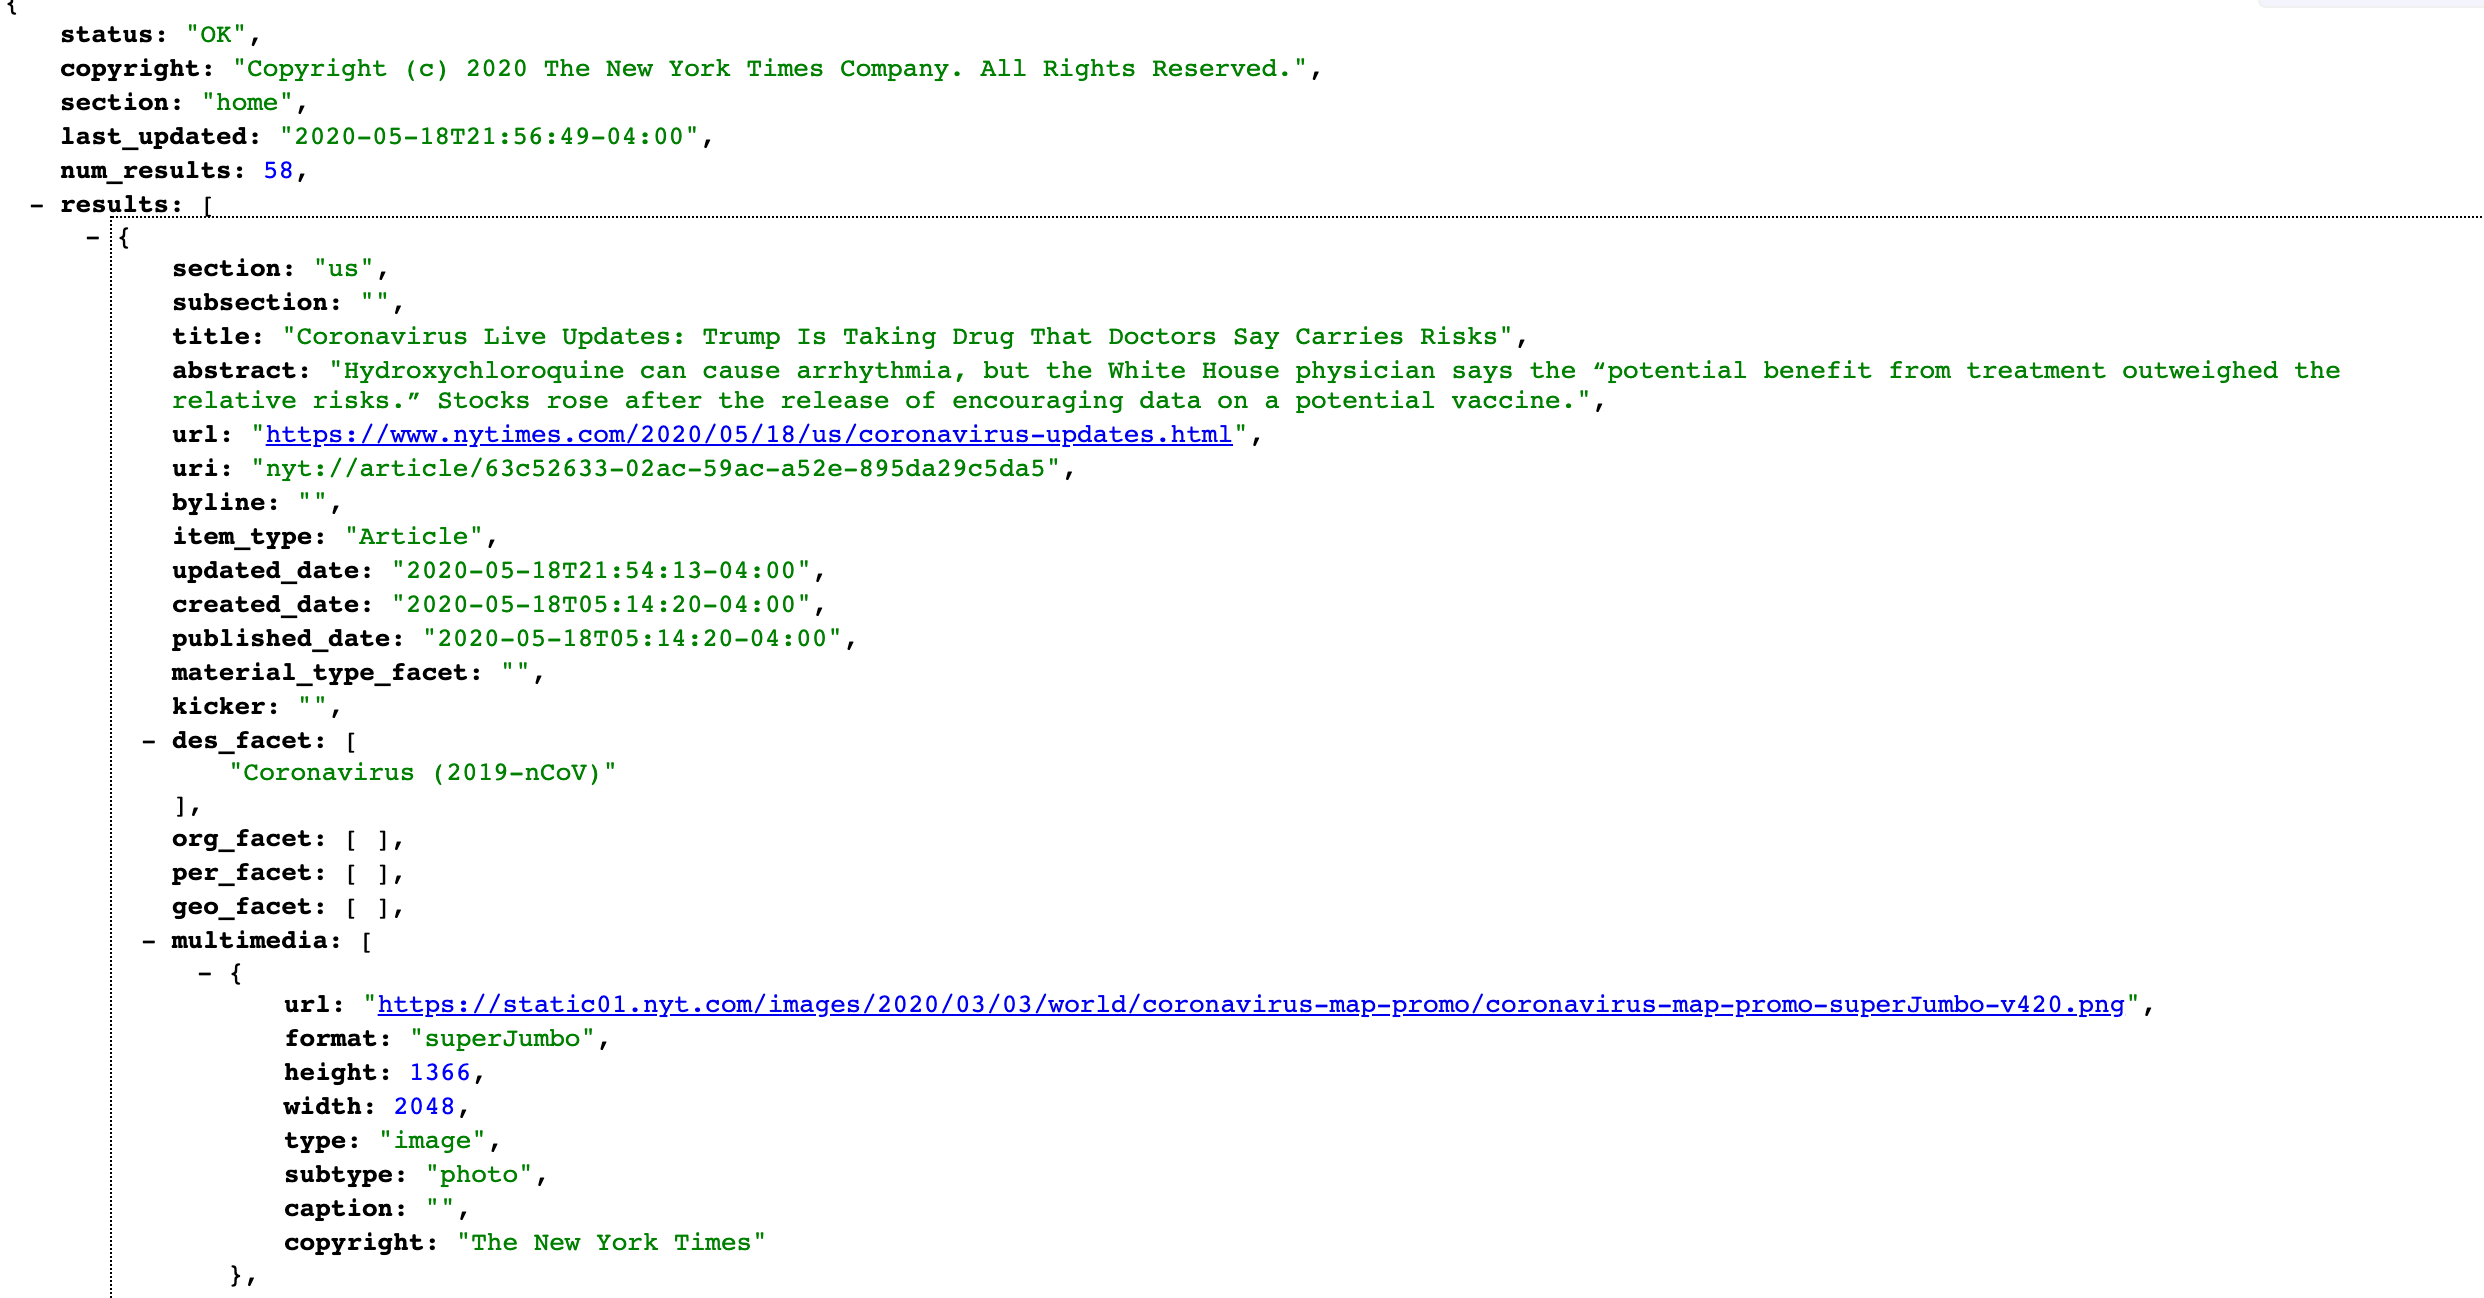 {
status: "OK",
copyright: "Copyright (c) 2020 The New York Times Company. All Rights Reserved.",
section: "home",
last_updated: "2020-05-18T21:56:49-04:00",
num_results: 58,
- results: [
- {
section: "us",
subsection: "",
title: "Coronavirus Live Updates: Trump Is Taking Drug That Doctors Say Carries Risks",
abstract: "Hydroxychloroquine can cause arrhythmia, but the White House physician says the “potential benefit from treatment outweighed the
relative risks.” Stocks rose after the release of encouraging data on a potential vaccine.",
url: "https://www.nytimes.com/2020/05/18/us/coronavirus-updates.html",
uri: "nyt://article/63c52633-02ac-59ac-a52e-895da29c5da5",
byline: "",
item_type: "Article",
updated_date: "2020-05-18T21:54:13-04:00",
created_date: "2020-05-18T05:14:20-04:00",
published_date: "2020-05-18T05:14:20-04:00",
material_type_facet: "",
kicker: "",
- des_facet: [
"Coronavirus (2019-nCoV)"
],
org_facet: [ ],
per_facet: [ ],
geo_facet: [ ],
- multimedia: [
- {
url: "https://static01.nyt.com/images/2020/03/03/world/coronavirus-map-promo/coronavirus-map-promo-superJumbo-v420.png",
format: "superJumbo",
height: 1366,
width: 2048,
type: "image",
subtype: "photo",
caption: "",
copyright: "The New York Times"
},